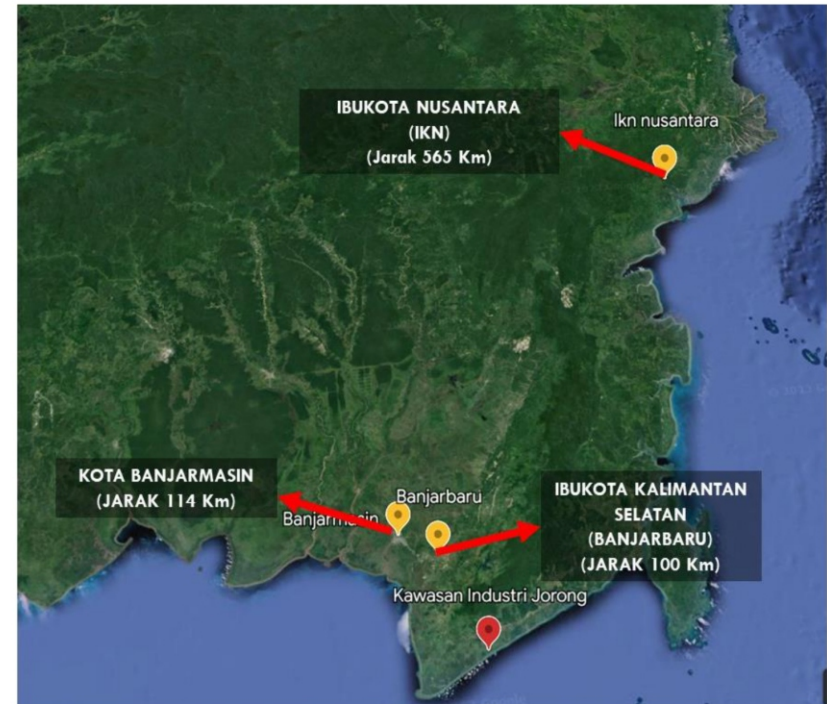 IBUKOTA NUSANTARA
(IKN)
(Jarak 565 Km)
Ikn nusantara
KOTA BANJARMASIN
(JARAK 114 Km)
Banjarmasin
Banjarbaru
IBUKOTA KALIMANTAN
SELATAN
(BANJARBARU)
(JARAK 100 Km)
Kawasan Industri Jorong